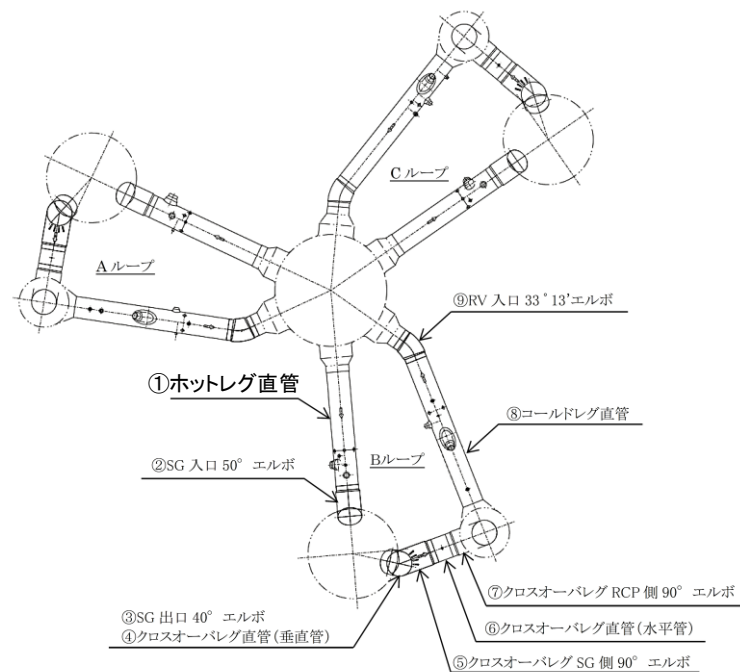 Cループ
Aループ
⑨RV 入口 33°13'エルボ
①ホットレグ直管
⑧コールドレグ直管
Bループ
②SG 入口 50° エルボ
③SG 出口 40° エルボ
④クロスオーバレグ直管(垂直管)
⑦クロスオーバレグ RCP 側 90° エルボ
⑥クロスオーバレグ直管(水平管)
⑤クロスオーバレグ SG 側 90° エルボ